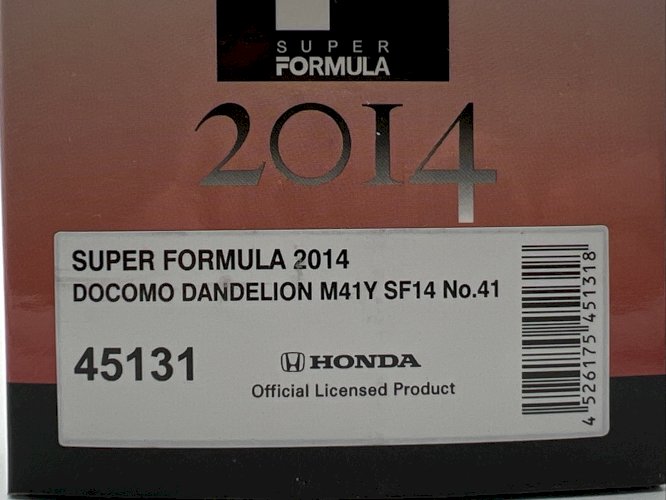 SUPER
FORMULA
2014
SUPER FORMULA 2014
DOCOMO DANDELION M41Y SF14 No.41
45131
HONDA
Official Licensed Product
4 526175 451318